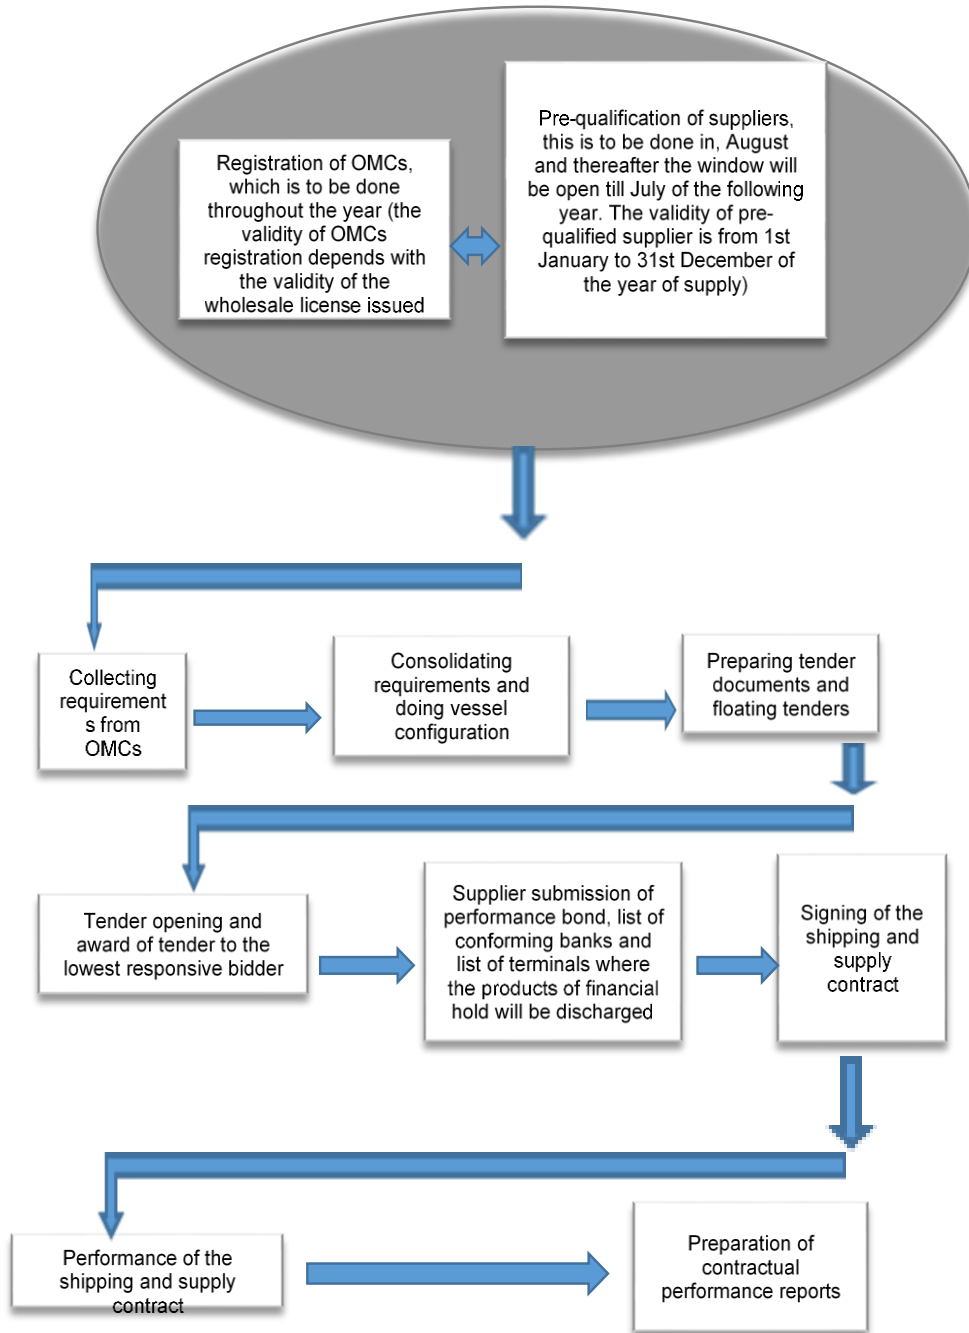 Registration of OMCs,
which is to be done
throughout the year (the
validity of OMCs
registration depends with
the validity of the
wholesale license issued
Pre-qualification of suppliers,
this is to be done in, August
and thereafter the window will
be open till July of the following
year. The validity of pre-
qualified supplier is from 1st
January to 31st December of
the year of supply)
Collecting
requirement
s from
OMCs
Consolidating
requirements and
doing vessel
configuration
Preparing tender
documents and
floating tenders
Tender opening and
award of tender to the
lowest responsive bidder
Supplier submission of
performance bond, list of
conforming banks and
list of terminals where
the products of financial
hold will be discharged
Signing of the
shipping and
supply
contract
Performance of the
shipping and supply
contract
Preparation of
contractual
performance reports